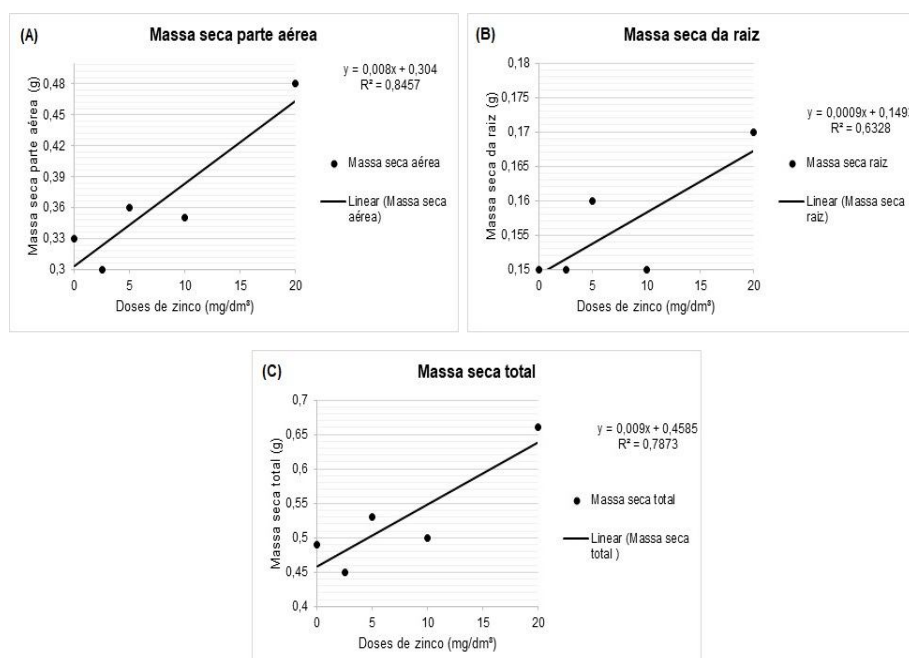 (A)
Massa seca parte aérea
Massa seca parte aérea (g)
0,48
0,45
0,42
0,39
0,36
0,33
0,3
0
5
10
15
20
Doses de zinco (mg/dm³)
y = 0,008x + 0,304
R² = 0,8457
Massa seca aérea
Linear (Massa seca
aérea)
(B)
Massa seca da raiz
Massa seca da raiz (g)
0,18
0,175
0,17
0,165
0,16
0,155
0,15
0
5
10
15
20
Doses de zinco (mg/dm³)
y = 0,0009x + 0,149
R² = 0,6328
Massa seca raiz
Linear (Massa seca
raiz)
(C)
Massa seca total
Massa seca total (g)
0,7
0,65
0,6
0,55
0,5
0,45
0,4
0
5
10
15
20
Doses de zinco (mg/dm³)
y = 0,009x + 0,4585
R² = 0,7873
Massa seca total
Linear (Massa seca
total )